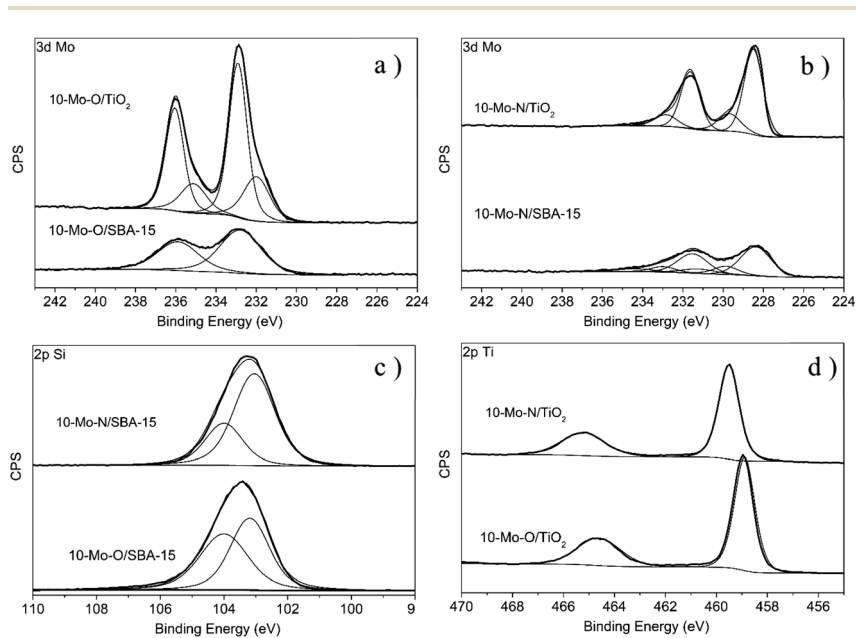 3d Mo
a )
10-Mo-O/TiO2
10-Mo-O/SBA-15
CPS
242 240 238 236 234 232 230 228 226 224
Binding Energy (eV)
3d Mo
b )
10-Mo-N/TiO2
10-Mo-N/SBA-15
CPS
242 240 238 236 234 232 230 228 226 224
Binding Energy (eV)
2p Si
c )
10-Mo-N/SBA-15
10-Mo-O/SBA-15
CPS
110 108 106 104 102 100 9
Binding Energy (eV)
2p Ti
d )
10-Mo-N/TiO2
10-Mo-O/TiO2
CPS
470 468 466 464 462 460 458 456
Binding Energy (eV)